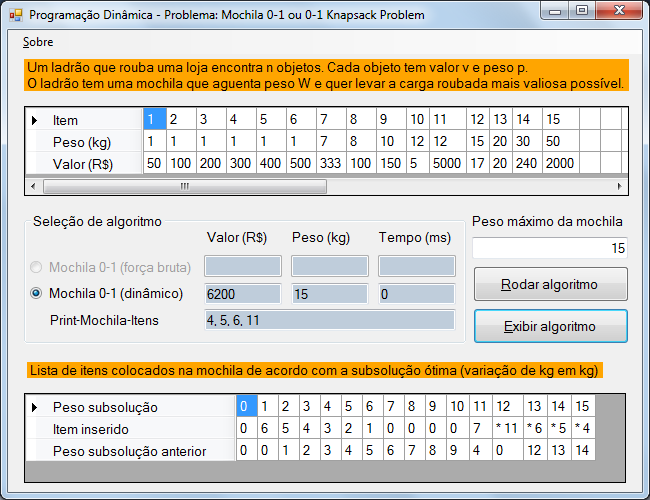 Programação Dinâmica - Problema: Mochila 0-1 ou 0-1 Knapsack Problem
Sobre
Um ladrão que rouba uma loja encontra n objetos. Cada objeto tem valor v e peso p.
O ladrão tem uma mochila que aguenta peso W e quer levar a carga roubada mais valiosa possível.
Item 1 2 3 4 5 6 7 8 9 10 11 12 13 14 15
Peso (kg) 1 1 1 1 1 1 7 8 10 12 12 15 20 30 50
Valor (R$) 50 100 200 300 400 500 333 100 150 5 5000 17 20 240 2000
Seleção de algoritmo
Valor (R$) Peso (kg) Tempo (ms)
Mochila 0-1 (força bruta)
Mochila 0-1 (dinâmico) 6200 15 0
Print-Mochila-Itens 4, 5, 6, 11
Peso máximo da mochila
15
Rodar algoritmo
Exibir algoritmo
Lista de itens colocados na mochila de acordo com a subsolução ótima (variação de kg em kg)
Peso subsolução 0 1 2 3 4 5 6 7 8 9 10 11 12 13 14 15
Item inserido 0 6 5 4 3 2 1 0 0 0 0 7 * 11 * 6 * 5 * 4
Peso subsolução anterior 0 0 1 2 3 4 5 6 7 8 9 4 0 12 13 14